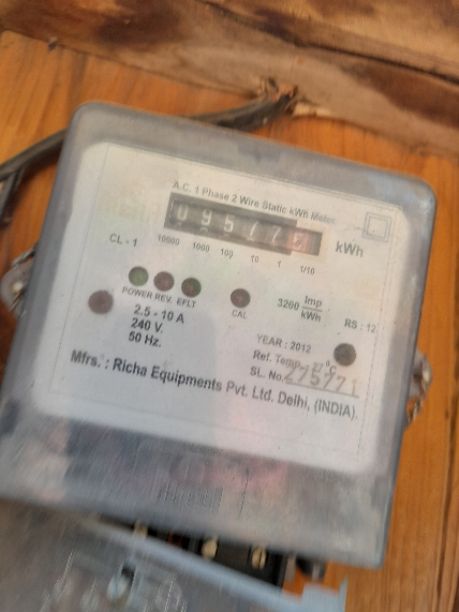 A.C. 1 Phase 2 Wire Static kWh Meter
kWh
CL - 1 10000 1000 100 10 1 1/10
POWER REV. EFLT
CAL
3200 Imp/kWh
RS : 12
2.5 - 10 A
240 V.
50 Hz.
YEAR : 2012
Ref. Temp.
SL. No. 275771
Mfrs. : Richa Equipments Pvt. Ltd. Delhi, (INDIA).